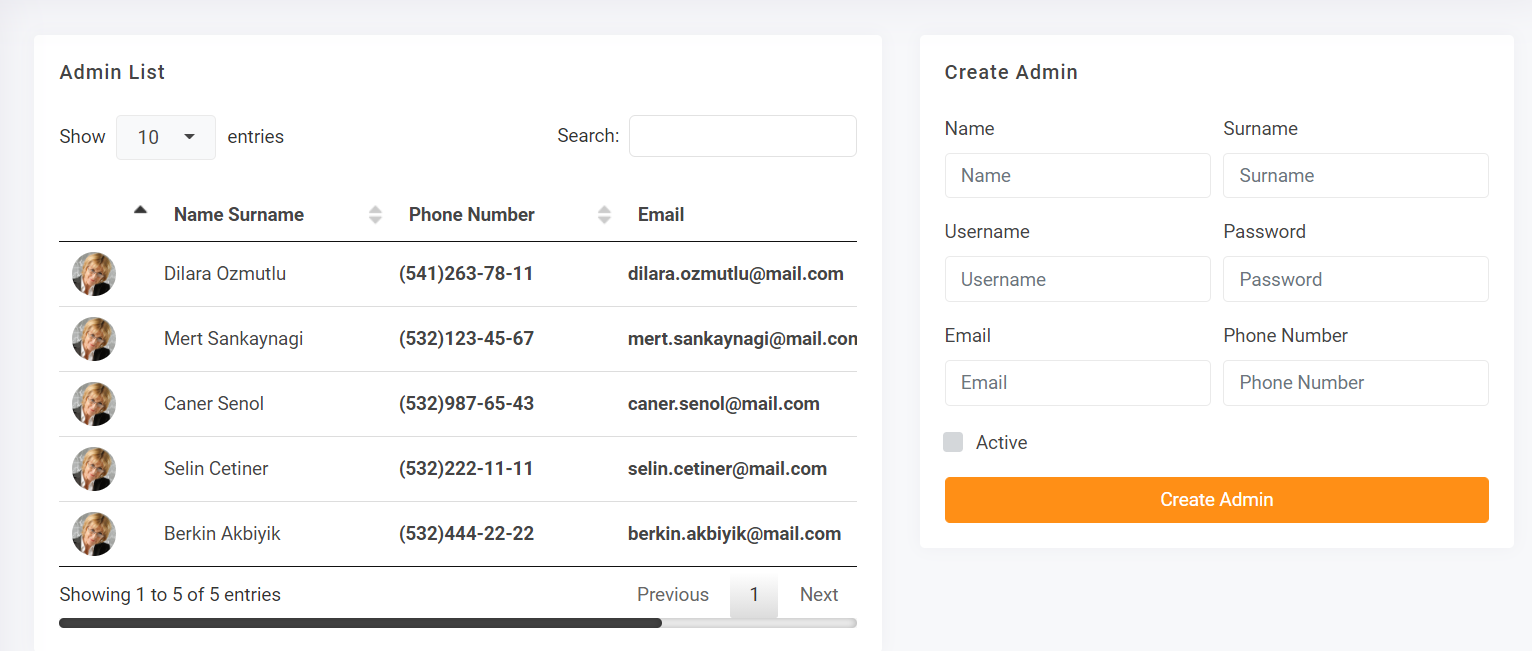 Admin List
Show 10 entries
Search:
Name Surname Phone Number Email
Dilara Ozmutlu (541)263-78-11 dilara.ozmutlu@mail.com
Mert Sankaynagi (532)123-45-67 mert.sankaynagi@mail.con
Caner Senol (532)987-65-43 caner.senol@mail.com
Selin Cetiner (532)222-11-11 selin.cetiner@mail.com
Berkin Akbiyik (532)444-22-22 berkin.akbiyik@mail.com
Showing 1 to 5 of 5 entries
Previous 1 Next
Create Admin
Name Surname
Name Surname
Username Password
Username Password
Email Phone Number
Email Phone Number
Active
Create Admin